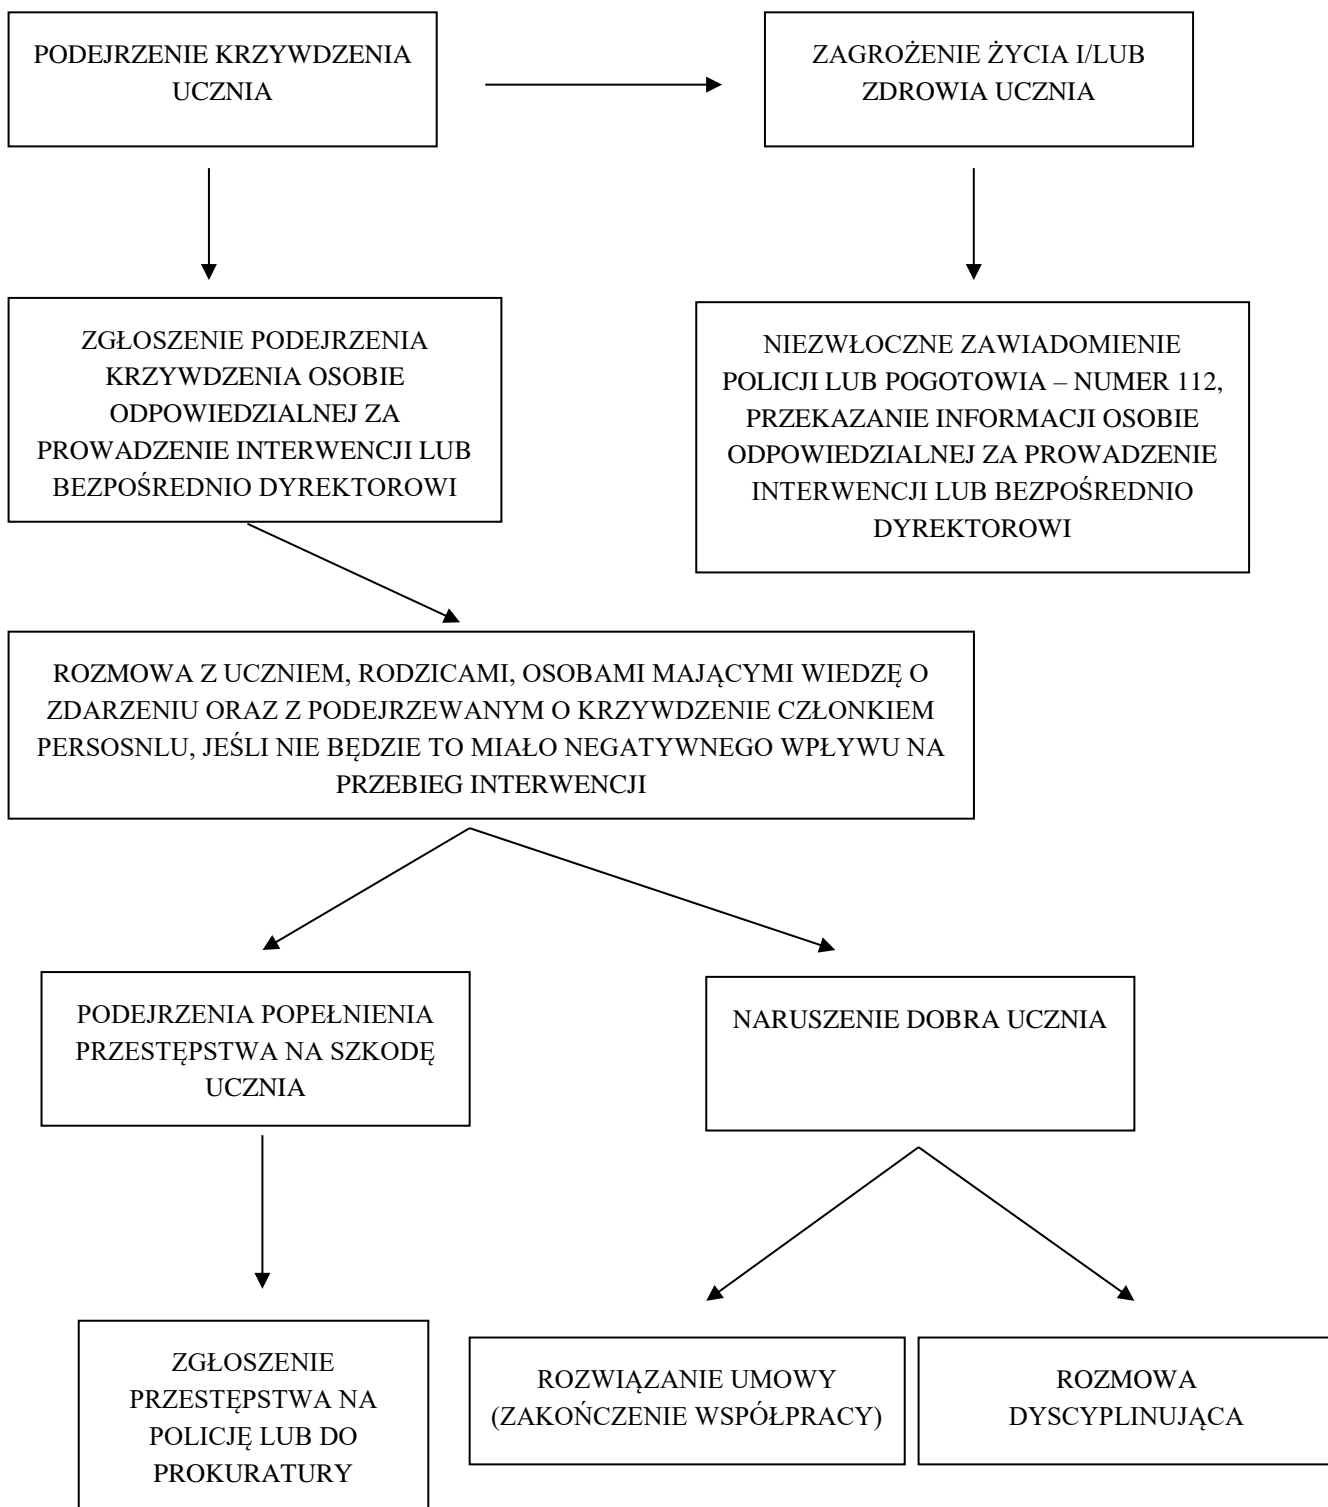 PODEJRZENIE KRZYWDZENIA
UCZNIA
ZAGROŻENIE ŻYCIA I/LUB
ZDROWIA UCZNIA
ZGŁOSZENIE PODEJRZENIA
KRZYWDZENIA OSOBIE
ODPOWIEDZIALNEJ ZA
PROWADZENIE INTERWENCJI LUB
BEZPOŚREDNIO DYREKTOROWI
NIEZWŁOCZNE ZAWIADOMIENIE
POLICJI LUB POGOTOWIA – NUMER 112,
PRZEKAZANIE INFORMACJI OSOBIE
ODPOWIEDZIALNEJ ZA PROWADZENIE
INTERWENCJI LUB BEZPOŚREDNIO
DYREKTOROWI
ROZMOWA Z UCZNIEM, RODZICAMI, OSOBAMI MAJĄCYMI WIEDZĘ O
ZDARZENIU ORAZ Z PODEJRZEWANYM O KRZYWDZENIE CZŁONKIEM
PERSOSNLU, JEŚLI NIE BĘDZIE TO MIAŁO NEGATYWNEGO WPŁYWU NA
PRZEBIEG INTERWENCJI
PODEJRZENIA POPEŁNIENIA
PRZESTĘPSTWA NA SZKODĘ
UCZNIA
NARUSZENIE DOBRA UCZNIA
ZGŁOSZENIE
PRZESTĘPSTWA NA
POLICJĘ LUB DO
PROKURATURY
ROZWIĄZANIE UMOWY
(ZAKOŃCZENIE WSPÓŁPRACY)
ROZMOWA
DYSCYPLINUJĄCA